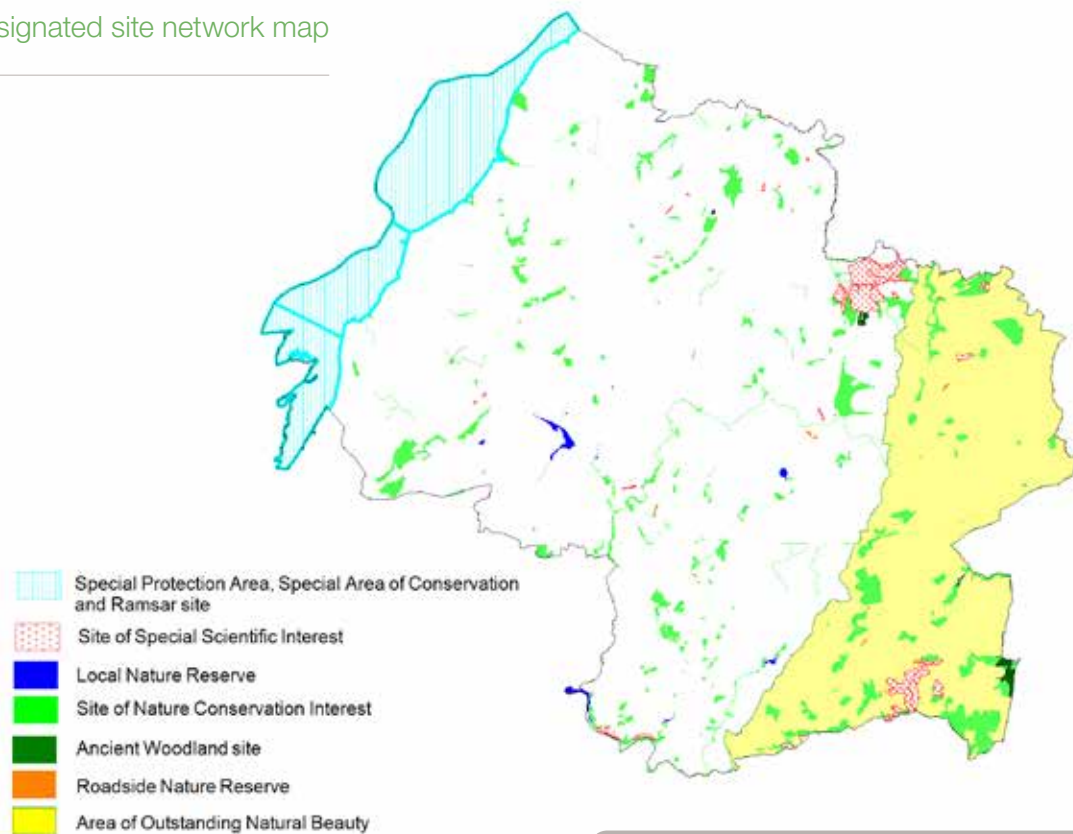 signated site network map
Special Protection Area, Special Area of Conservation
and Ramsar site
Site of Special Scientific Interest
Local Nature Reserve
Site of Nature Conservation Interest
Ancient Woodland site
Roadside Nature Reserve
Area of Outstanding Natural Beauty